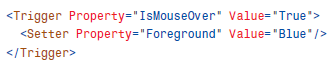 <Trigger Property="IsMouseOver" Value="True">
  <Setter Property="Foreground" Value="Blue"/>
</Trigger>